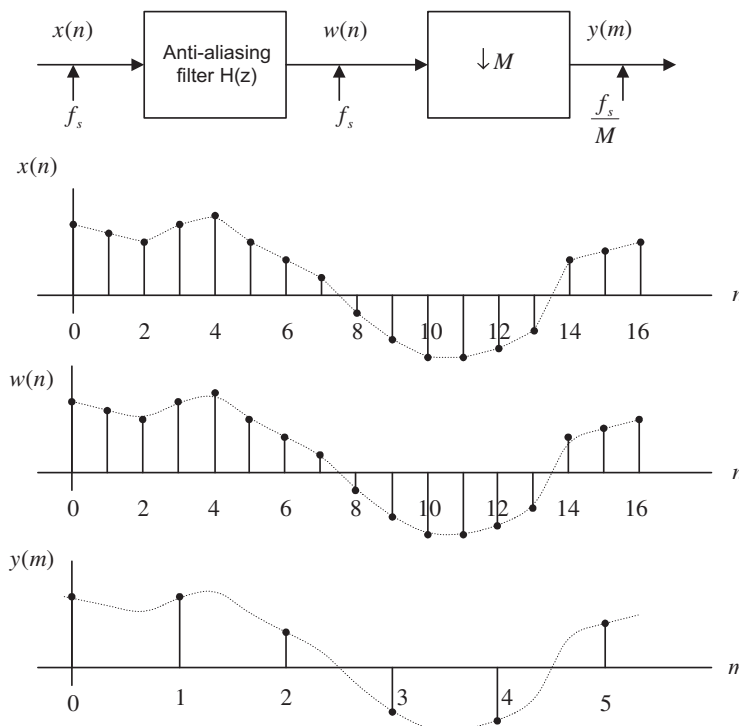 x(n)
w(n)
y(m)
Anti-aliasing
filter H(z)
↓M
f_s
f_s
f_s
M
x(n)
n
0 2 4 6 8 10 12 14 16
w(n)
n
0 2 4 6 8 10 12 14 16
y(m)
m
0 1 2 3 4 5